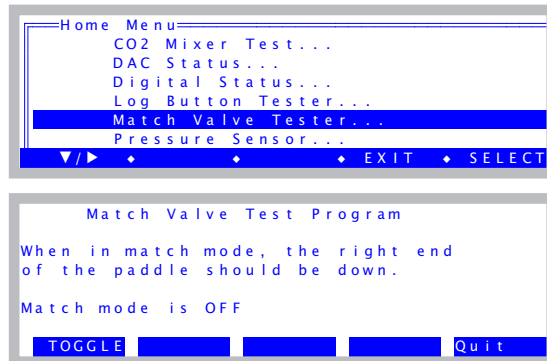 Home Menu
CO2 Mixer Test...
DAC Status...
Digital Status...
Log Button Tester...
Match Valve Tester...
Pressure Sensor...
▼/▶ ◆ ◆ ◆ EXIT ◆ SELECT
Match Valve Test Program
When in match mode, the right end
of the paddle should be down.
Match mode is OFF
TOGGLE Quit